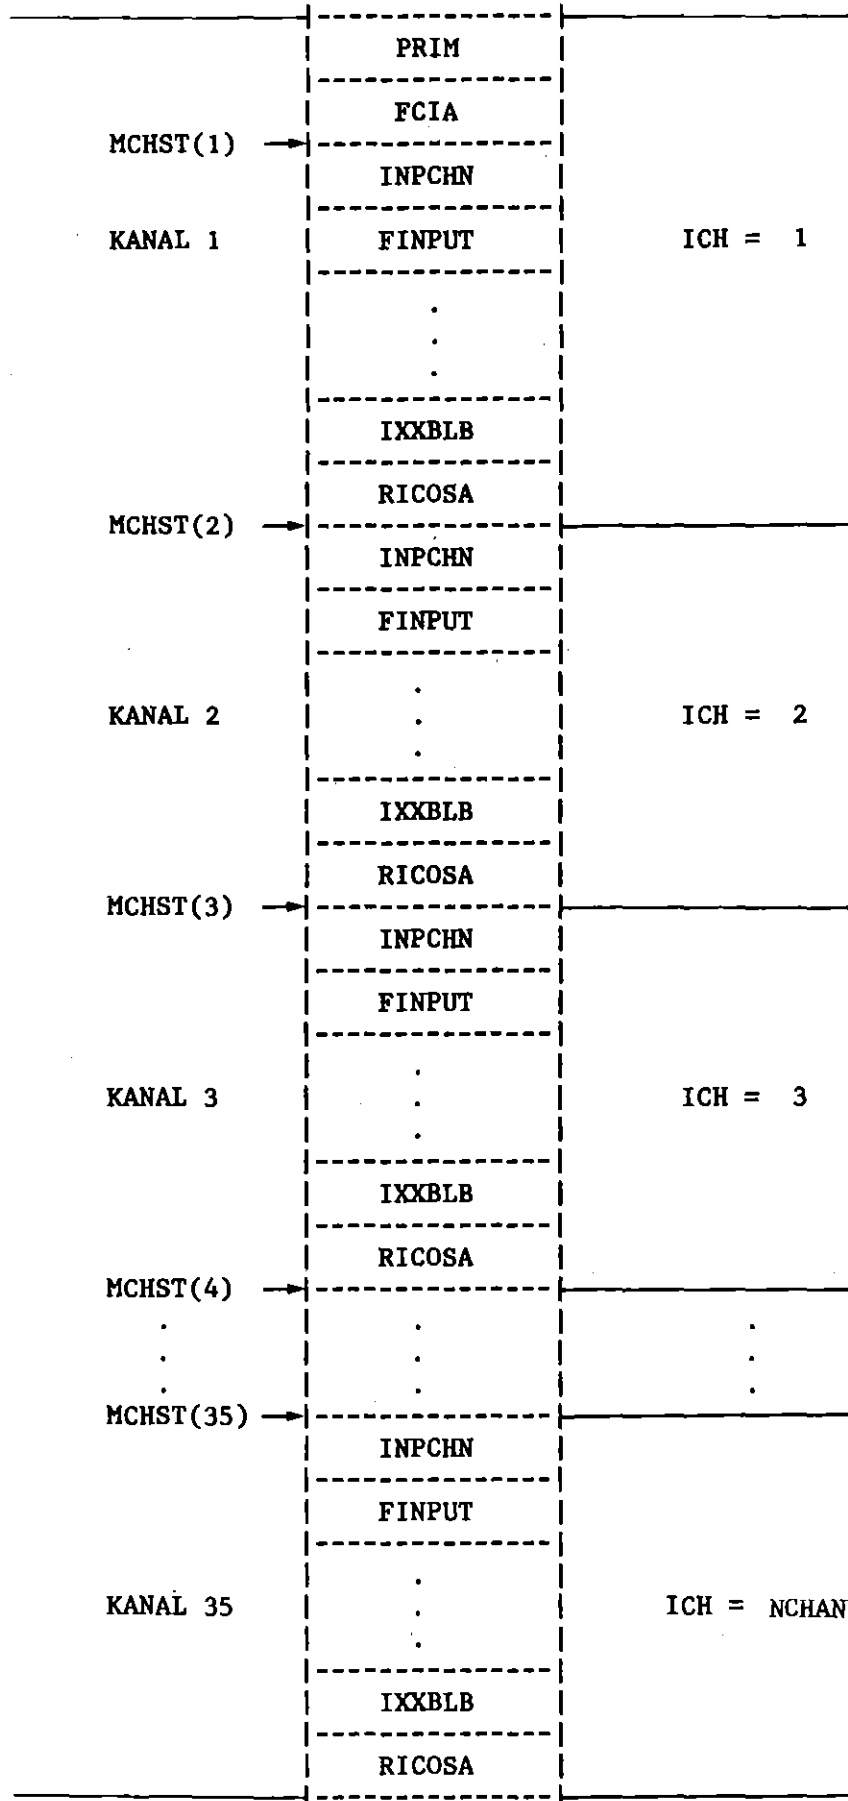 PRIM
FCIA
MCHST(1)
INPCHN
KANAL 1 FINPUT ICH = 1
.
.
.
IXXBLB
RICOSA
MCHST(2)
INPCHN
FINPUT
.
KANAL 2 . ICH = 2
.
IXXBLB
RICOSA
MCHST(3)
INPCHN
FINPUT
.
KANAL 3 . ICH = 3
.
IXXBLB
RICOSA
MCHST(4)
. . .
. . .
. . .
MCHST(35)
INPCHN
FINPUT
.
KANAL 35 . ICH = NCHAN
.
IXXBLB
RICOSA